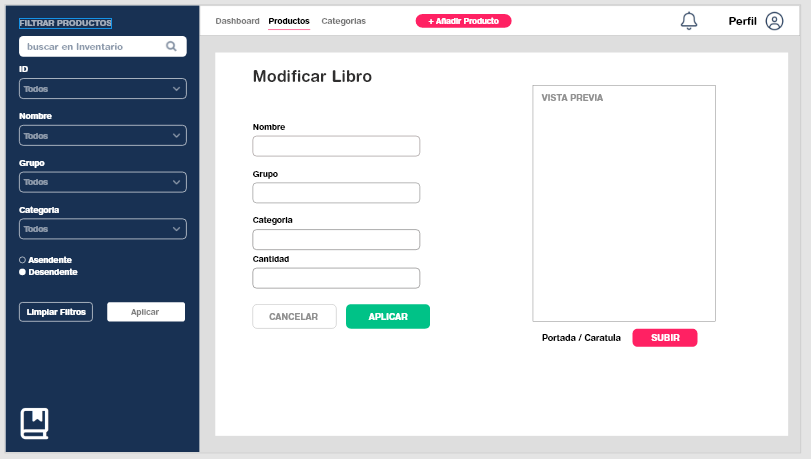 FILTRAR PRODUCTOS
buscar en Inventario
ID
Todos
Nombre
Todos
Grupo
Todos
Categoria
Todos
Asendente
Desendente
Limpiar Filtros
Aplicar
Dashboard Productos Categorias + Añadir Producto Perfil
Modificar Libro
Nombre
Grupo
Categoria
Cantidad
CANCELAR APLICAR
VISTA PREVIA
Portada / Caratula SUBIR